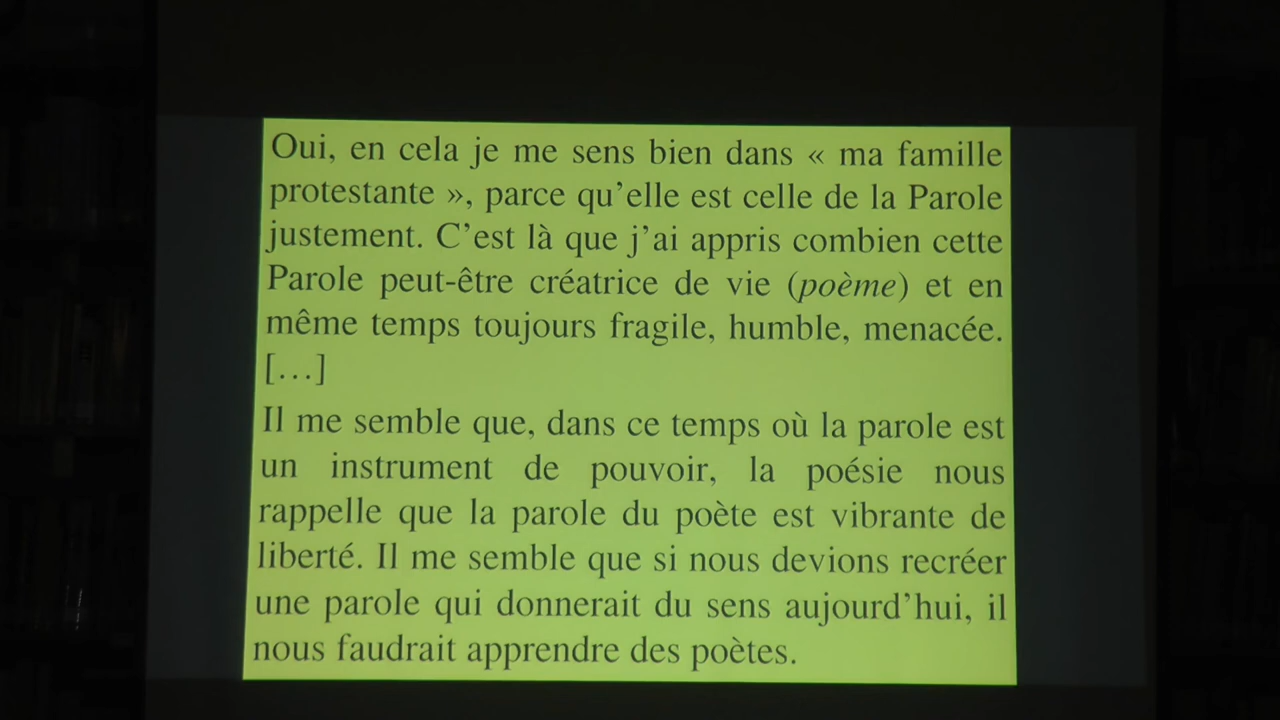 Oui, en cela je me sens bien dans « ma famille
protestante », parce qu’elle est celle de la Parole
justement. C’est là que j’ai appris combien cette
Parole peut-être créatrice de vie (poème) et en
même temps toujours fragile, humble, menacée.
[…]
Il me semble que, dans ce temps où la parole est
un instrument de pouvoir, la poésie nous
rappelle que la parole du poète est vibrante de
liberté. Il me semble que si nous devions recréer
une parole qui donnerait du sens aujourd’hui, il
nous faudrait apprendre des poètes.